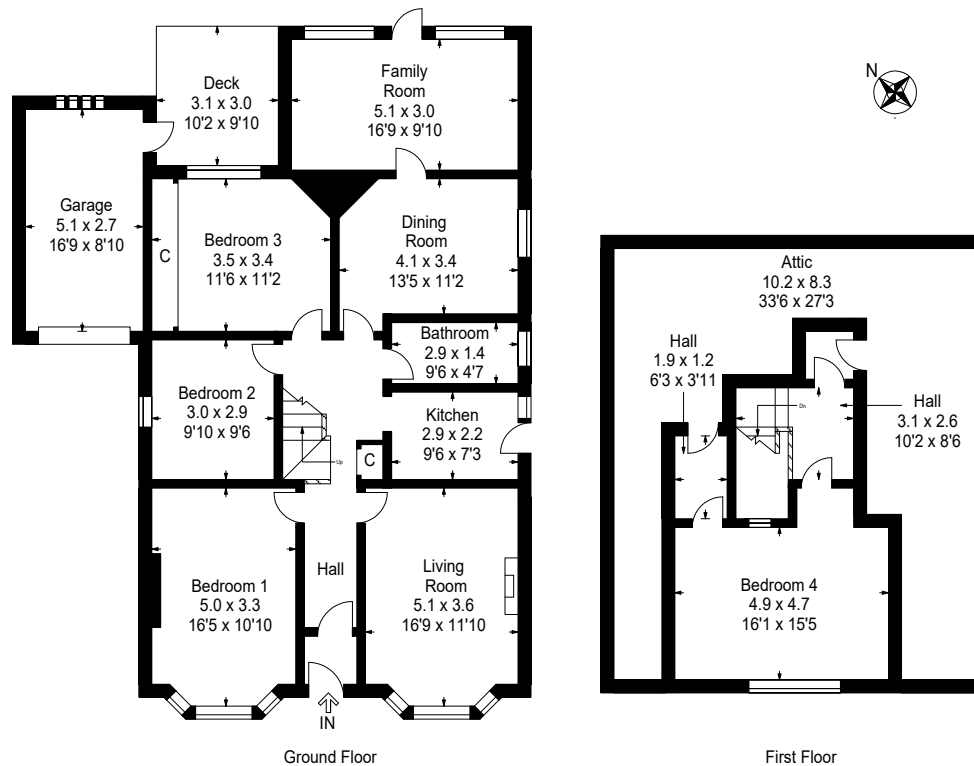 Family
Room
5.1 x 3.0
16'9 x 9'10
Deck
3.1 x 3.0
10'2 x 9'10
Garage
5.1 x 2.7
16'9 x 8'10
C
Bedroom 3
3.5 x 3.4
11'6 x 11'2
Dining
Room
4.1 x 3.4
13'5 x 11'2
Bathroom
2.9 x 1.4
9'6 x 4'7
Bedroom 2
3.0 x 2.9
9'10 x 9'6
Kitchen
2.9 x 2.2
9'6 x 7'3
Up
C
Bedroom 1
5.0 x 3.3
16'5 x 10'10
Hall
Living
Room
5.1 x 3.6
16'9 x 11'10
IN
Ground Floor
N
Attic
10.2 x 8.3
33'6 x 27'3
Hall
1.9 x 1.2
6'3 x 3'11
Dn
Hall
3.1 x 2.6
10'2 x 8'6
Bedroom 4
4.9 x 4.7
16'1 x 15'5
First Floor